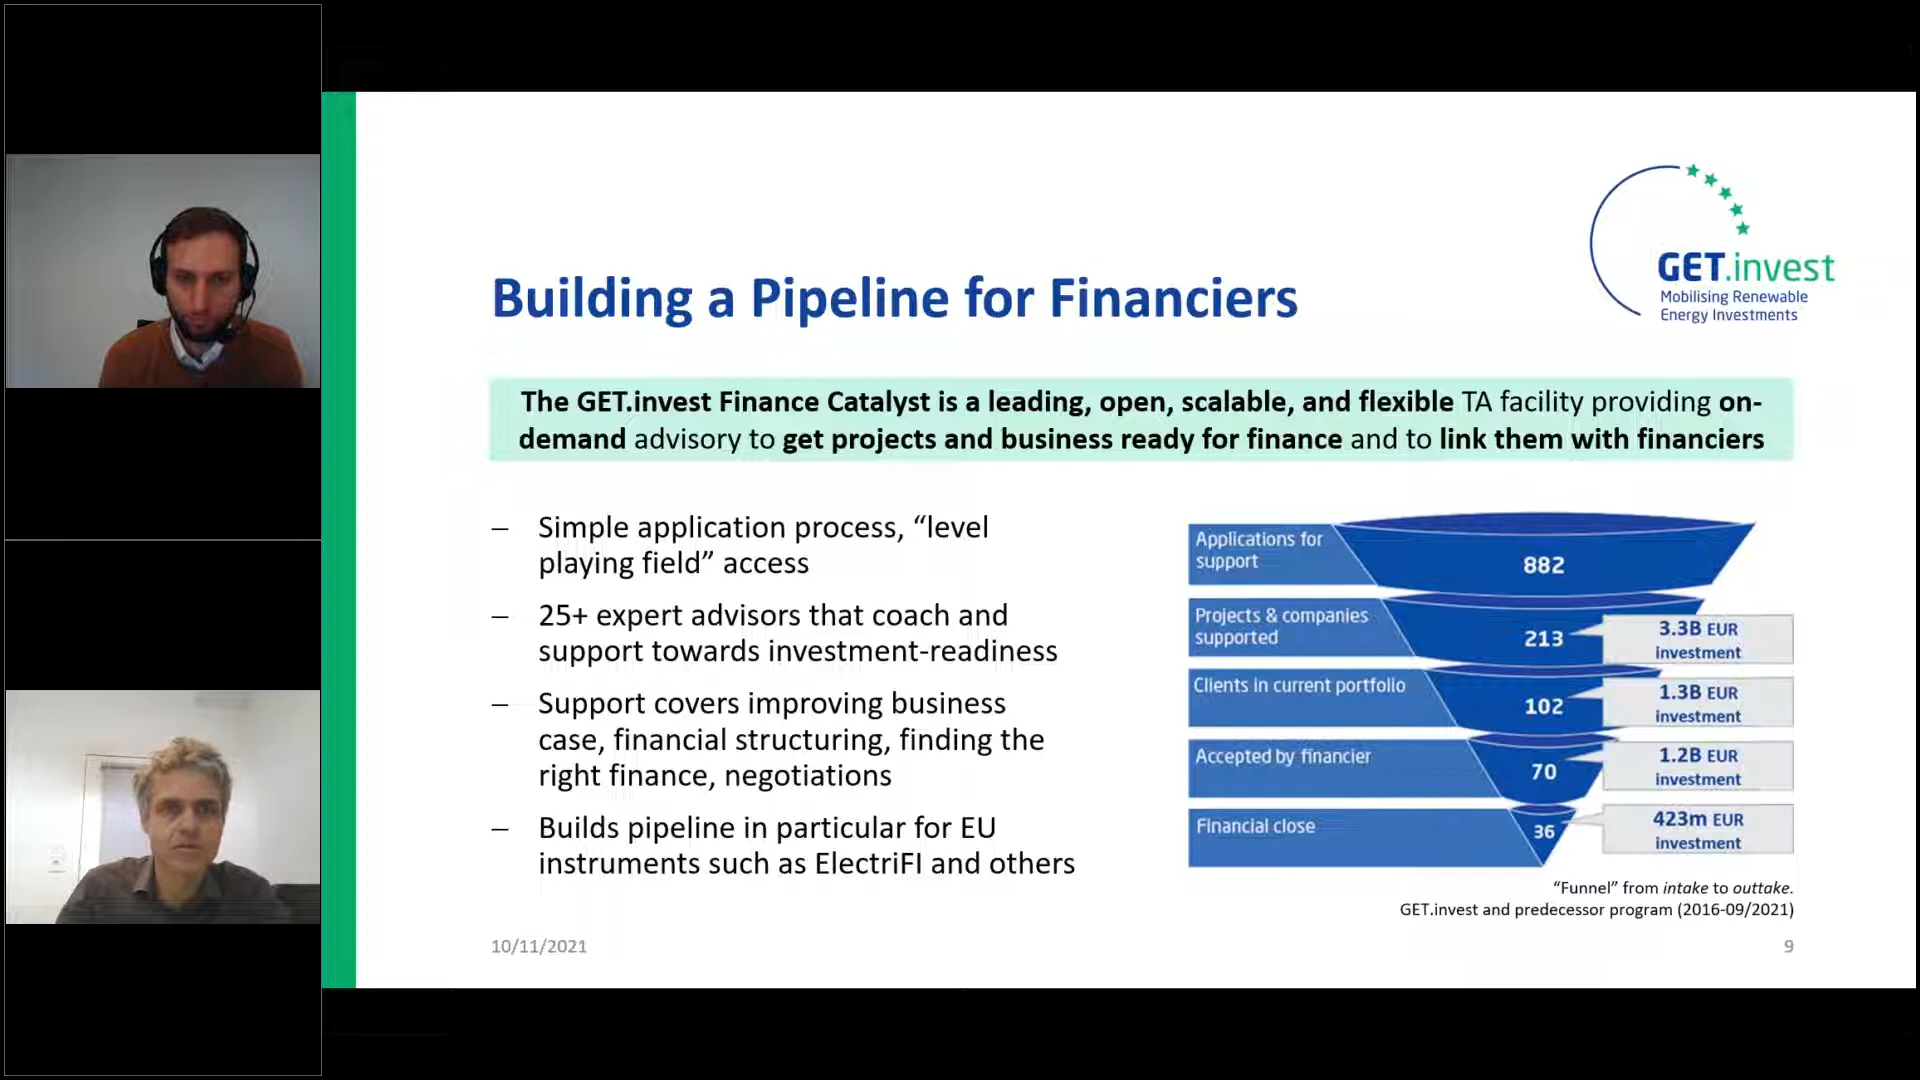 GET.invest
Mobilising Renewable
Energy Investments
Building a Pipeline for Financiers
The GET.invest Finance Catalyst is a leading, open, scalable, and flexible TA facility providing on-
demand advisory to get projects and business ready for finance and to link them with financiers
– Simple application process, “level
playing field” access
– 25+ expert advisors that coach and
support towards investment-readiness
– Support covers improving business
case, financial structuring, finding the
right finance, negotiations
– Builds pipeline in particular for EU
instruments such as ElectriFI and others
Applications for
support
882
Projects & companies
supported
213
3.3B EUR
investment
Clients in current portfolio
102
1.3B EUR
investment
Accepted by financier
70
1.2B EUR
investment
Financial close
36
423m EUR
investment
“Funnel” from intake to outtake.
GET.invest and predecessor program (2016-09/2021)
10/11/2021
9